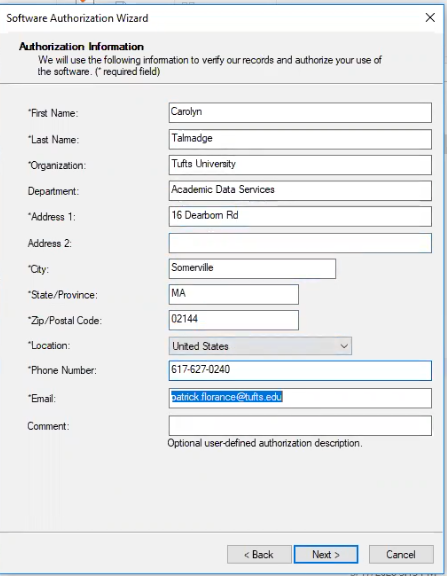 Software Authorization Wizard
Authorization Information
We will use the following information to verify our records and authorize your use
of the software. (* required field)
*First Name: Carolyn
*Last Name: Talmadge
*Organization: Tufts University
Department: Academic Data Services
*Address 1: 16 Dearborn Rd
Address 2:
*City: Somerville
*State/Province: MA
*Zip/Postal Code: 02144
*Location: United States
*Phone Number: 617-627-0240
*Email: patrick.florance@tufts.edu
Comment:
Optional user-defined authorization description.
< Back Next > Cancel